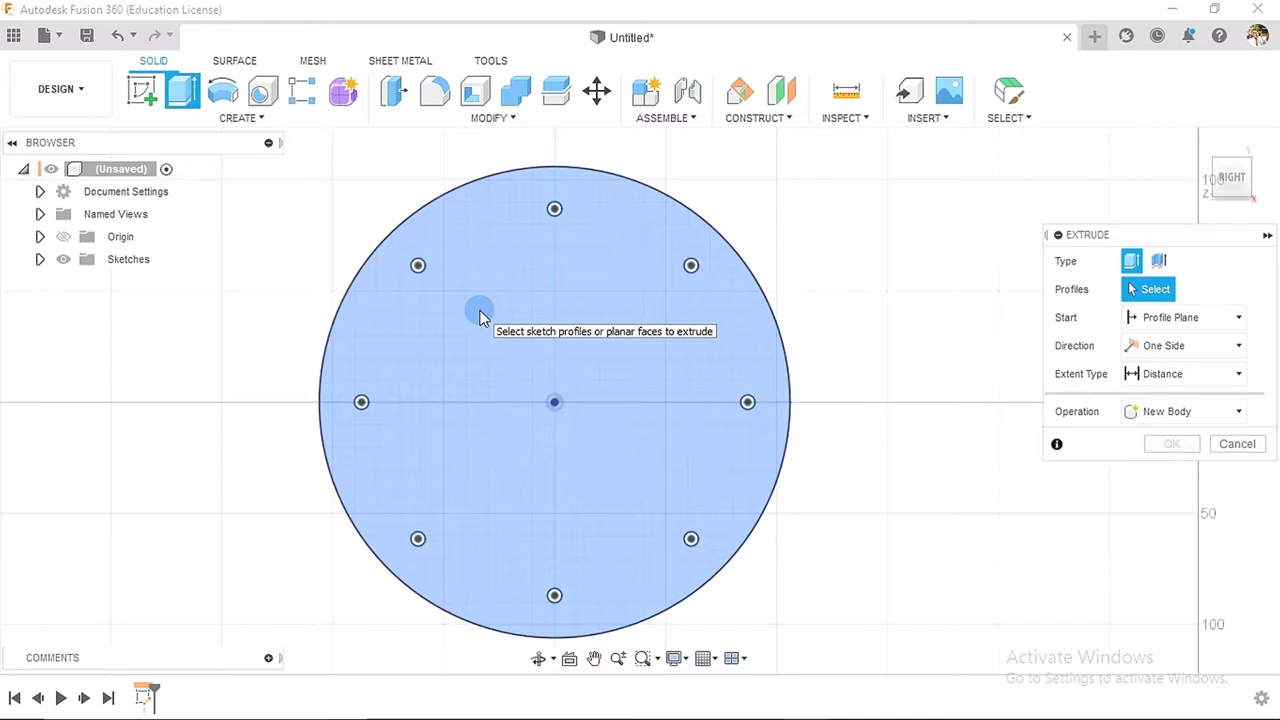 Autodesk Fusion 360 (Education License)
Untitled*
DESIGN
SOLID
SURFACE
MESH
SHEET METAL
TOOLS
CREATE
MODIFY
ASSEMBLE
CONSTRUCT
INSPECT
INSERT
SELECT
BROWSER
(Unsaved)
Document Settings
Named Views
Origin
Sketches
100
RIGHT
Y
Z
X
EXTRUDE
Type
Profiles
Select
Start
Profile Plane
Direction
One Side
Extent Type
Distance
Operation
New Body
OK
Cancel
Select sketch profiles or planar faces to extrude
50
100
COMMENTS
Activate Windows
Go to Settings to activate Windows.